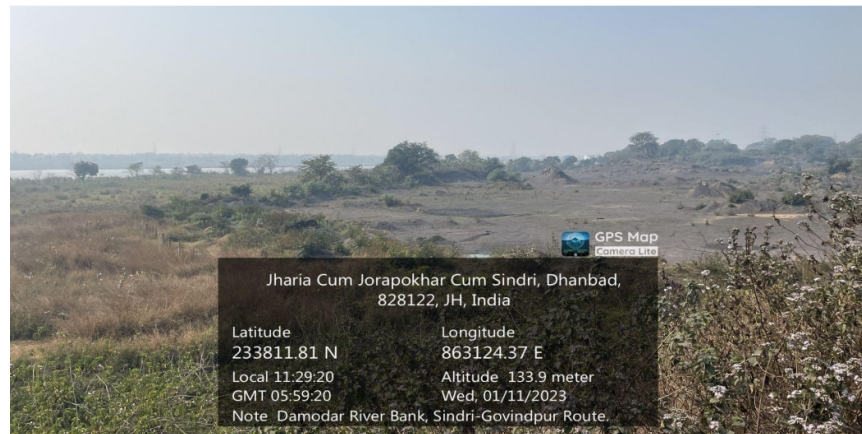 GPS Map
Camera Lite
Jharia Cum Jorapokhar Cum Sindri, Dhanbad,
828122, JH, India
Latitude
233811.81 N
Longitude
863124.37 E
Local 11:29:20
GMT 05:59:20
Altitude 133.9 meter
Wed, 01/11/2023
Note Damodar River Bank, Sindri-Govindpur Route.